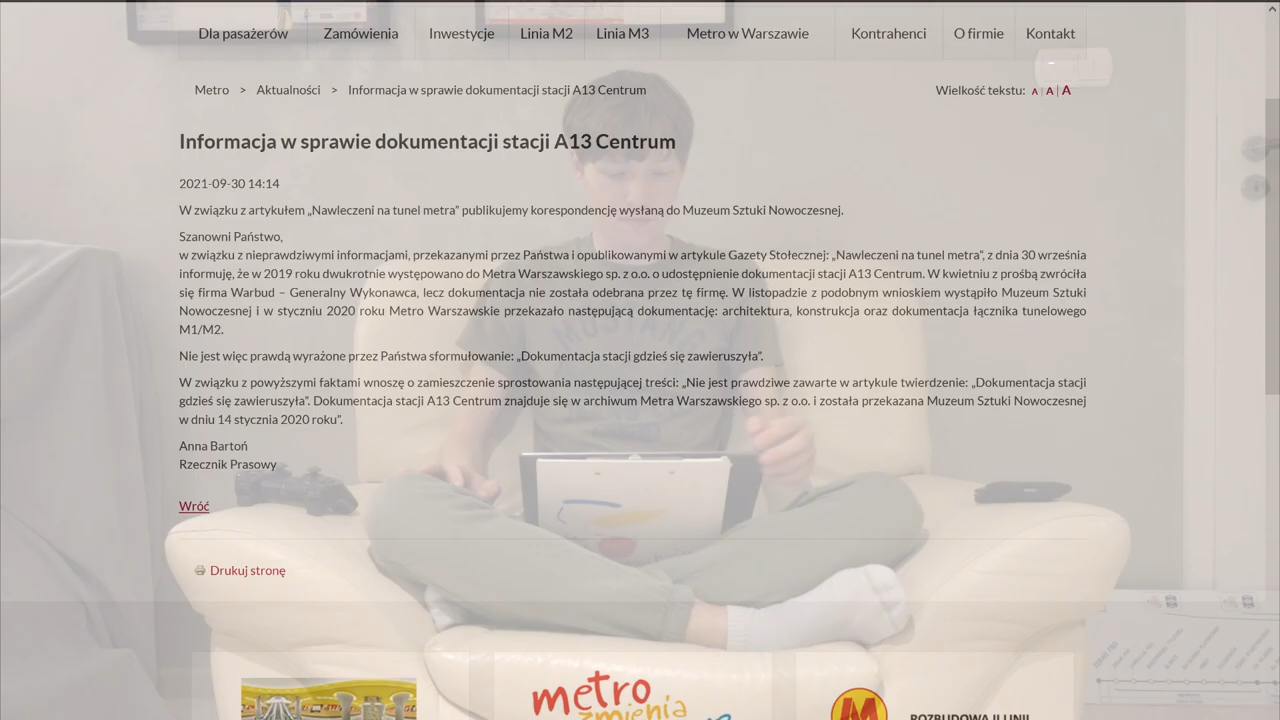 Dla pasażerów Zamówienia Inwestycje Linia M2 Linia M3 Metro w Warszawie Kontrahenci O firmie Kontakt
Metro > Aktualności > Informacja w sprawie dokumentacji stacji A13 Centrum Wielkość tekstu: A | A | A
Informacja w sprawie dokumentacji stacji A13 Centrum
2021-09-30 14:14
W związku z artykułem „Nawleczeni na tunel metra” publikujemy korespondencję wysłaną do Muzeum Sztuki Nowoczesnej.
Szanowni Państwo,
w związku z nieprawdziwymi informacjami, przekazanymi przez Państwa i opublikowanymi w artykule Gazety Stołecznej: „Nawleczeni na tunel metra”, z dnia 30 września
informuję, że w 2019 roku dwukrotnie występowano do Metra Warszawskiego sp. z o.o. o udostępnienie dokumentacji stacji A13 Centrum. W kwietniu z prośbą zwróciła
się firma Warbud – Generalny Wykonawca, lecz dokumentacja nie została odebrana przez tę firmę. W listopadzie z podobnym wnioskiem wystąpiło Muzeum Sztuki
Nowoczesnej i w styczniu 2020 roku Metro Warszawskie przekazało następującą dokumentację: architektura, konstrukcja oraz dokumentacja łącznika tunelowego
M1/M2.
Nie jest więc prawdą wyrażone przez Państwa sformułowanie: „Dokumentacja stacji gdzieś się zawieruszyła”.
W związku z powyższymi faktami wnoszę o zamieszczenie sprostowania następującej treści: „Nie jest prawdziwe zawarte w artykule twierdzenie: „Dokumentacja stacji
gdzieś się zawieruszyła”. Dokumentacja stacji A13 Centrum znajduje się w archiwum Metra Warszawskiego sp. z o.o. i została przekazana Muzeum Sztuki Nowoczesnej
w dniu 14 stycznia 2020 roku”.
Anna Bartoń
Rzecznik Prasowy
Wróć
Drukuj stronę
metro
zmienia
M ROZBUDOWA II LINII